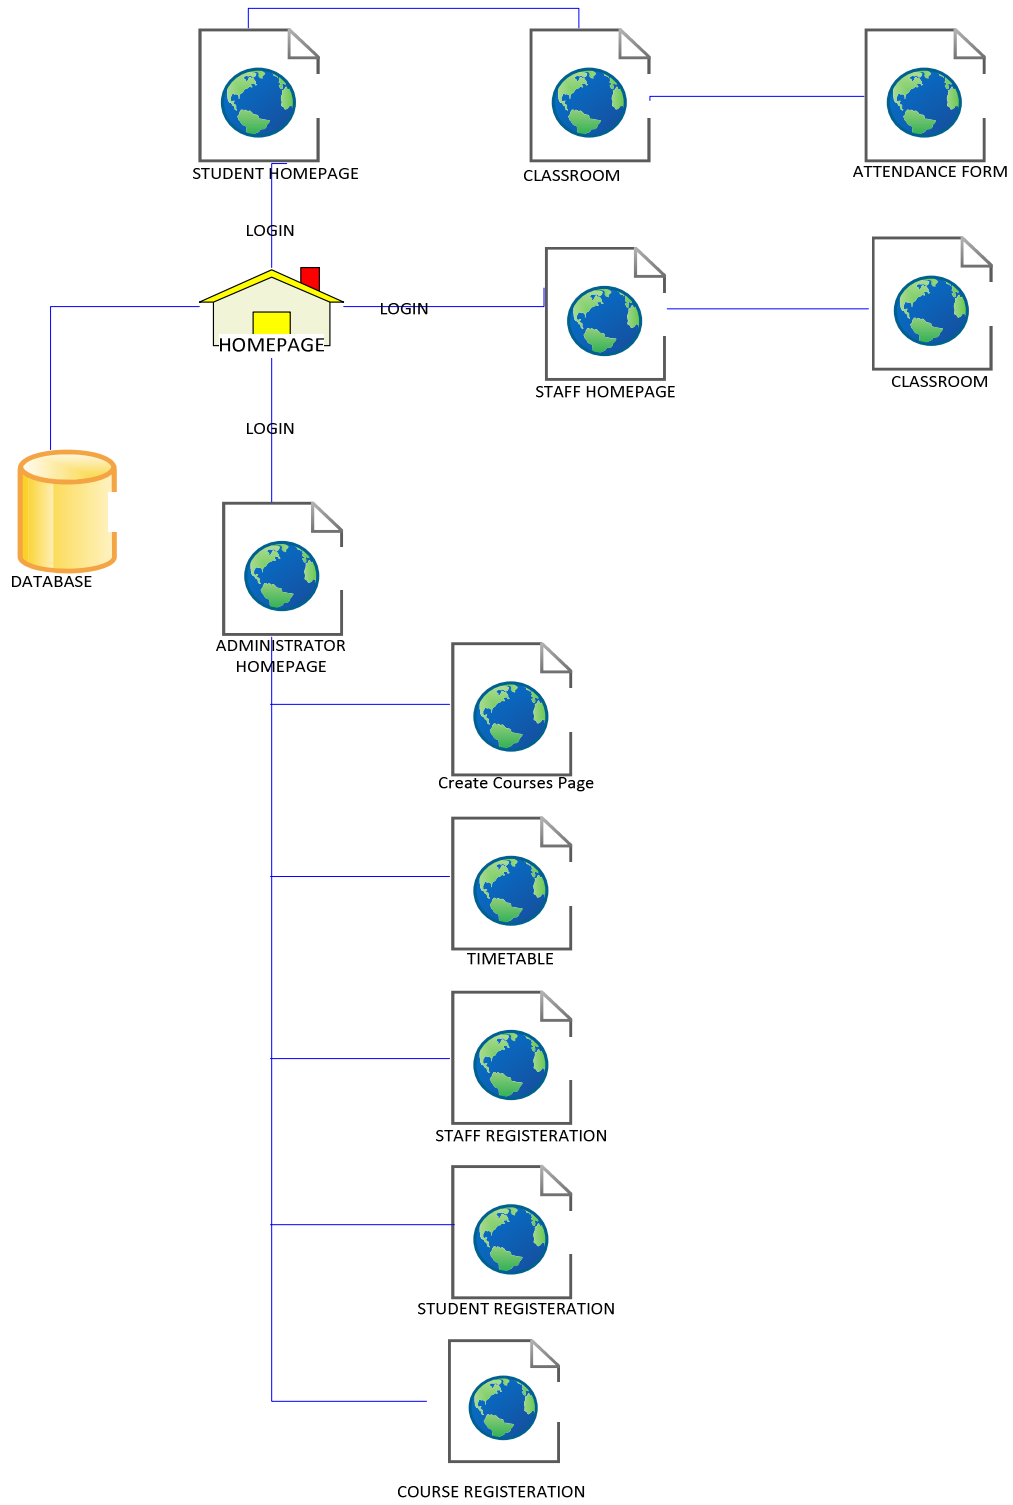 STUDENT HOMEPAGE
CLASSROOM
ATTENDANCE FORM
LOGIN
LOGIN
HOMEPAGE
STAFF HOMEPAGE
CLASSROOM
LOGIN
DATABASE
ADMINISTRATOR
HOMEPAGE
Create Courses Page
TIMETABLE
STAFF REGISTERATION
STUDENT REGISTERATION
COURSE REGISTERATION